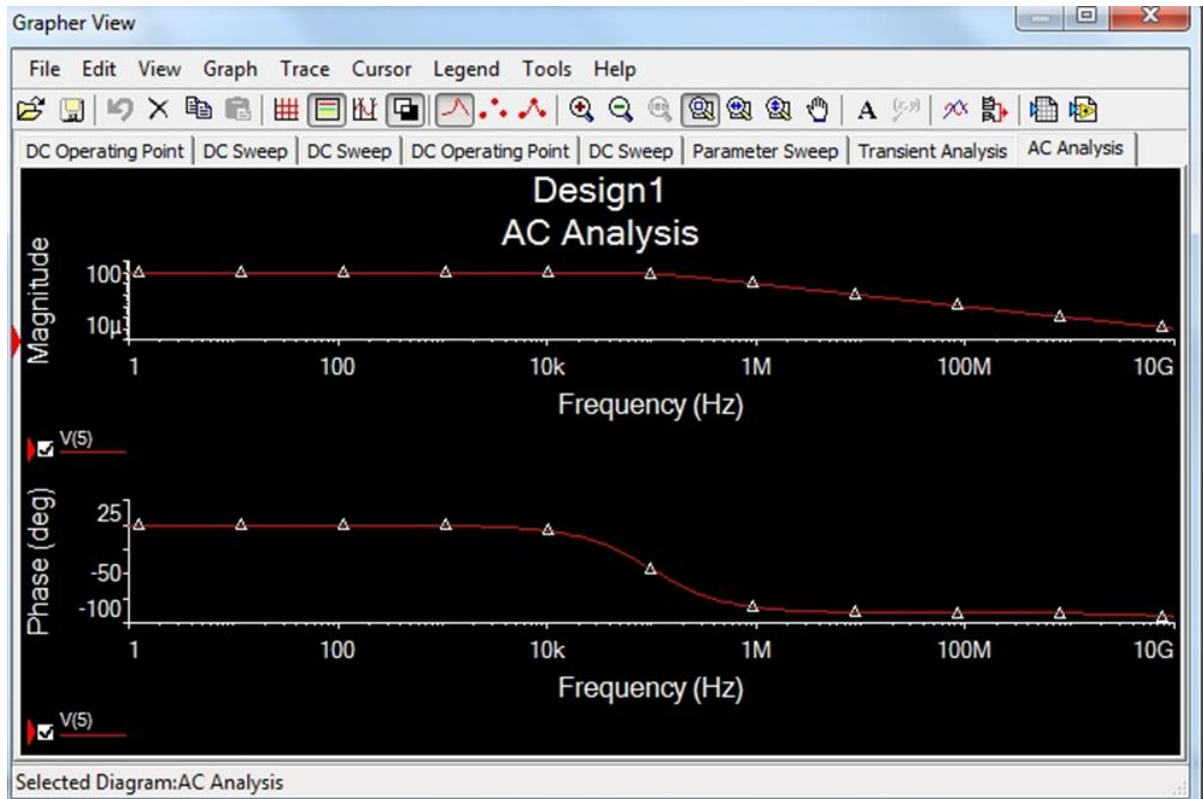 Grapher View
File Edit View Graph Trace Cursor Legend Tools Help
A (x,y)
DC Operating Point DC Sweep DC Sweep DC Operating Point DC Sweep Parameter Sweep Transient Analysis AC Analysis
Design1
AC Analysis
Magnitude
100
10µ
1 100 10k 1M 100M 10G
Frequency (Hz)
V(5)
Phase (deg)
25
-50
-100
1 100 10k 1M 100M 10G
Frequency (Hz)
V(5)
Selected Diagram:AC Analysis